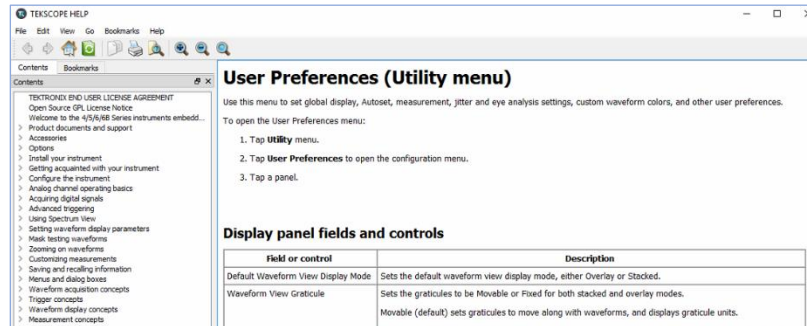 TEKSCOPE HELP
File Edit View Go Bookmarks Help
Contents Bookmarks
Contents
TEKTRONIX END USER LICENSE AGREEMENT
Open Source GPL License Notice
Welcome to the 4/5/6/6B Series instruments embedd...
Product documents and support
Accessories
Options
Install your instrument
Getting acquainted with your instrument
Configure the instrument
Analog channel operating basics
Acquiring digital signals
Advanced triggering
Using Spectrum View
Setting waveform display parameters
Mask testing waveforms
Zooming on waveforms
Customizing measurements
Saving and recalling information
Menus and dialog boxes
Waveform acquisition concepts
Trigger concepts
Waveform display concepts
Measurement concepts
User Preferences (Utility menu)
Use this menu to set global display, Autoset, measurement, jitter and eye analysis settings, custom waveform colors, and other user preferences.
To open the User Preferences menu:
1. Tap Utility menu.
2. Tap User Preferences to open the configuration menu.
3. Tap a panel.
Display panel fields and controls
Field or control Description
Default Waveform View Display Mode Sets the default waveform view display mode, either Overlay or Stacked.
Waveform View Graticule Sets the graticules to be Movable or Fixed for both stacked and overlay modes.
Movable (default) sets graticules to move along with waveforms, and displays graticule units.